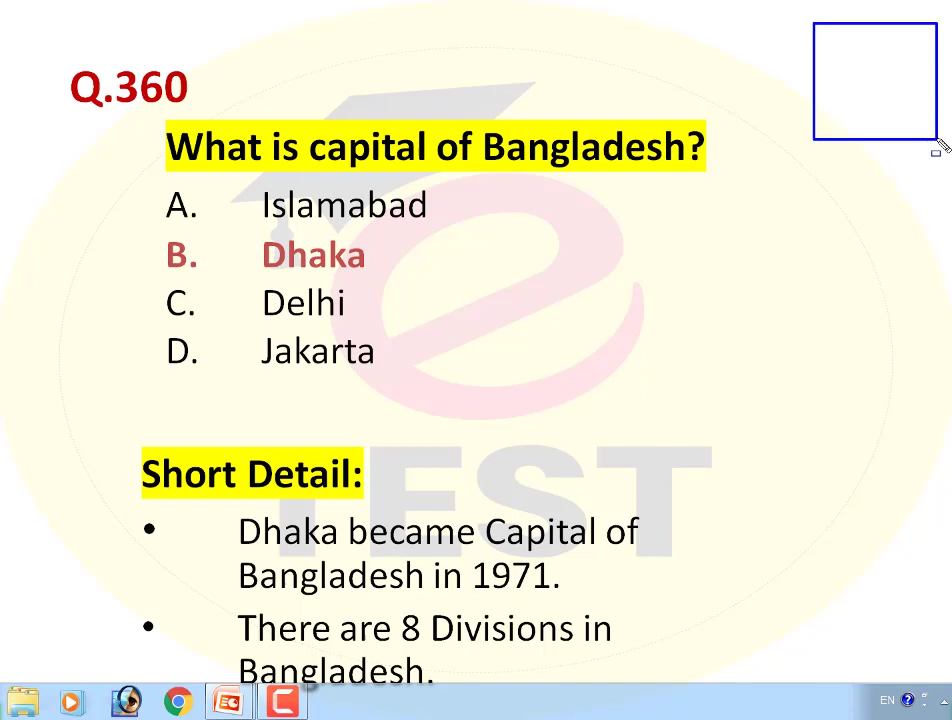 Q.360
What is capital of Bangladesh?
A. Islamabad
B. Dhaka
C. Delhi
D. Jakarta
TEST
Short Detail:
• Dhaka became Capital of
Bangladesh in 1971.
• There are 8 Divisions in
Bangladesh.
EN